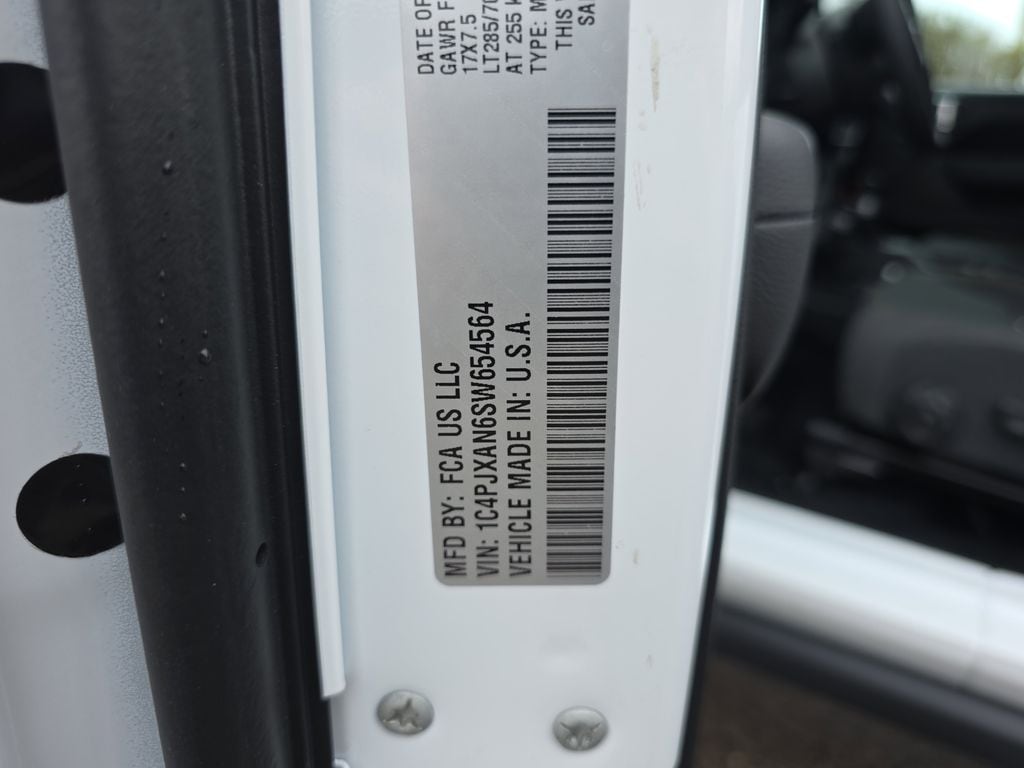 DATE OF
GAWR F
17X7.5
LT285/70
AT 255 k
TYPE: M
THIS
SA
MFD BY: FCA US LLC
VIN: 1C4PJXAN6SW654564
VEHICLE MADE IN: U.S.A.